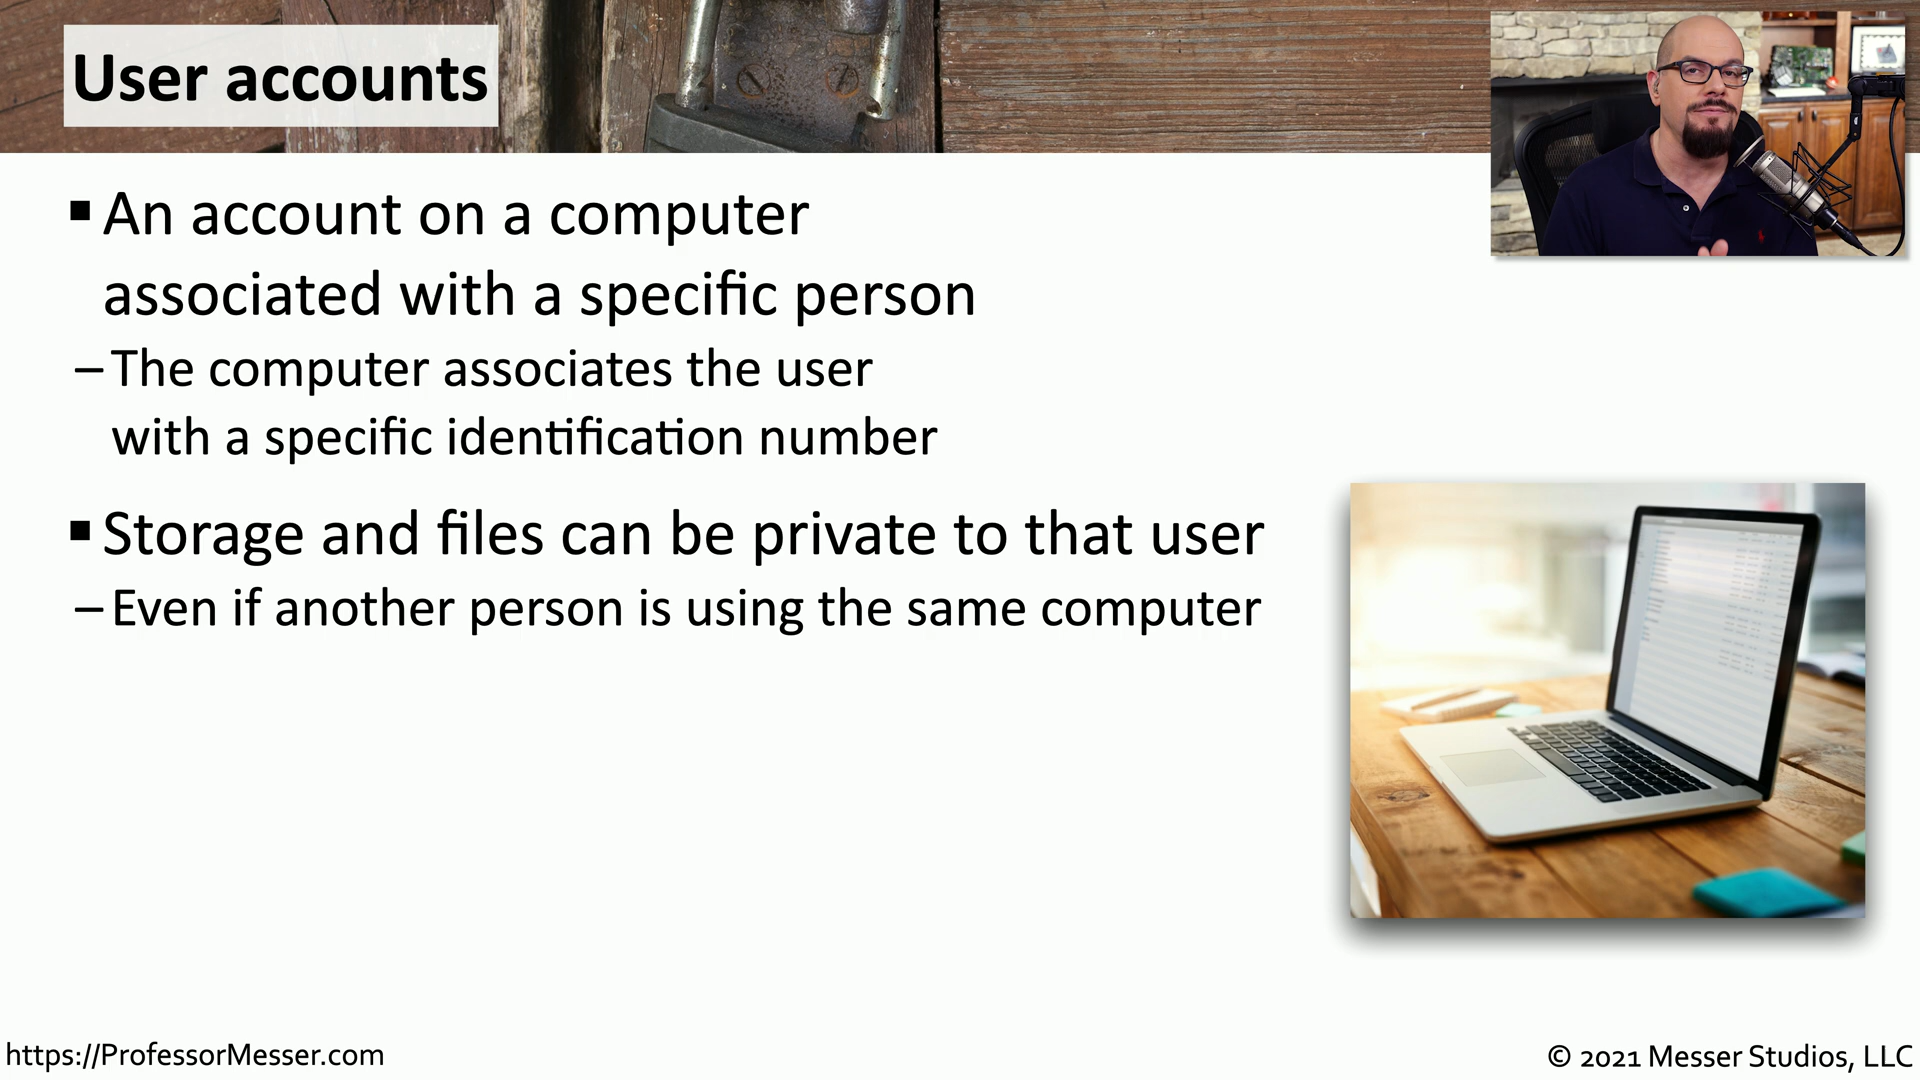 User accounts
▪ An account on a computer
associated with a specific person
– The computer associates the user
with a specific identification number
▪ Storage and files can be private to that user
– Even if another person is using the same computer
https://ProfessorMesser.com
© 2021 Messer Studios, LLC